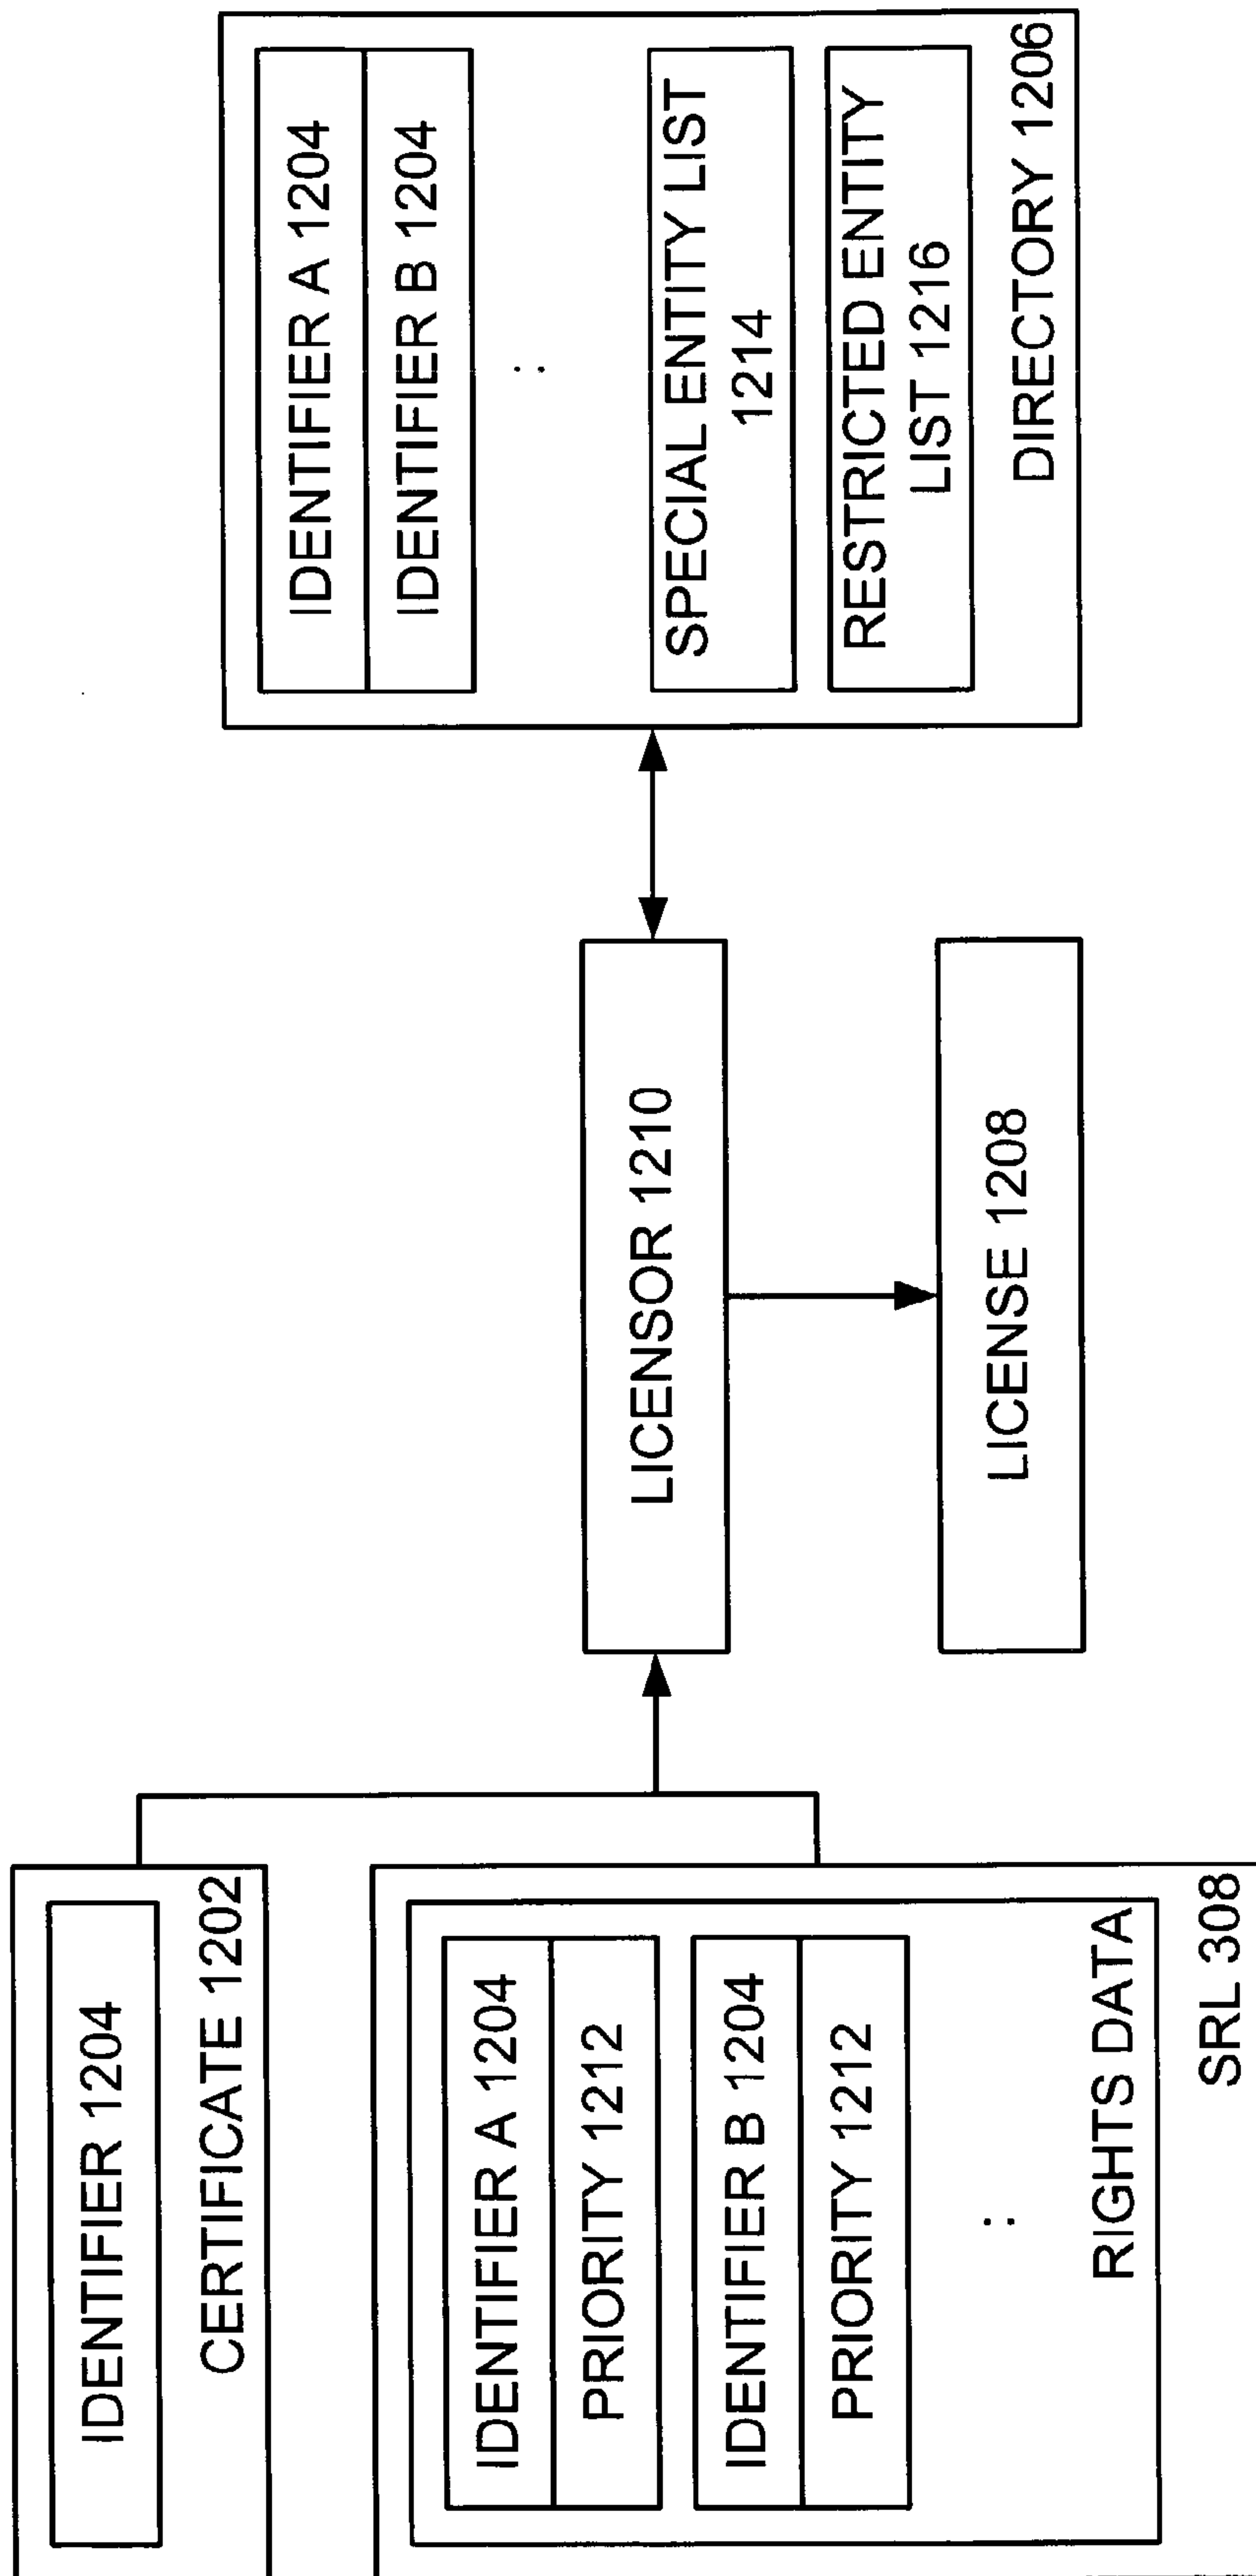 IDENTIFIER 1204
CERTIFICATE 1202
IDENTIFIER A 1204
PRIORITY 1212
IDENTIFIER B 1204
PRIORITY 1212
:
RIGHTS DATA
SRL 308
LICENSOR 1210
LICENSE 1208
IDENTIFIER A 1204
IDENTIFIER B 1204
:
SPECIAL ENTITY LIST
1214
RESTRICTED ENTITY
LIST 1216
DIRECTORY 1206